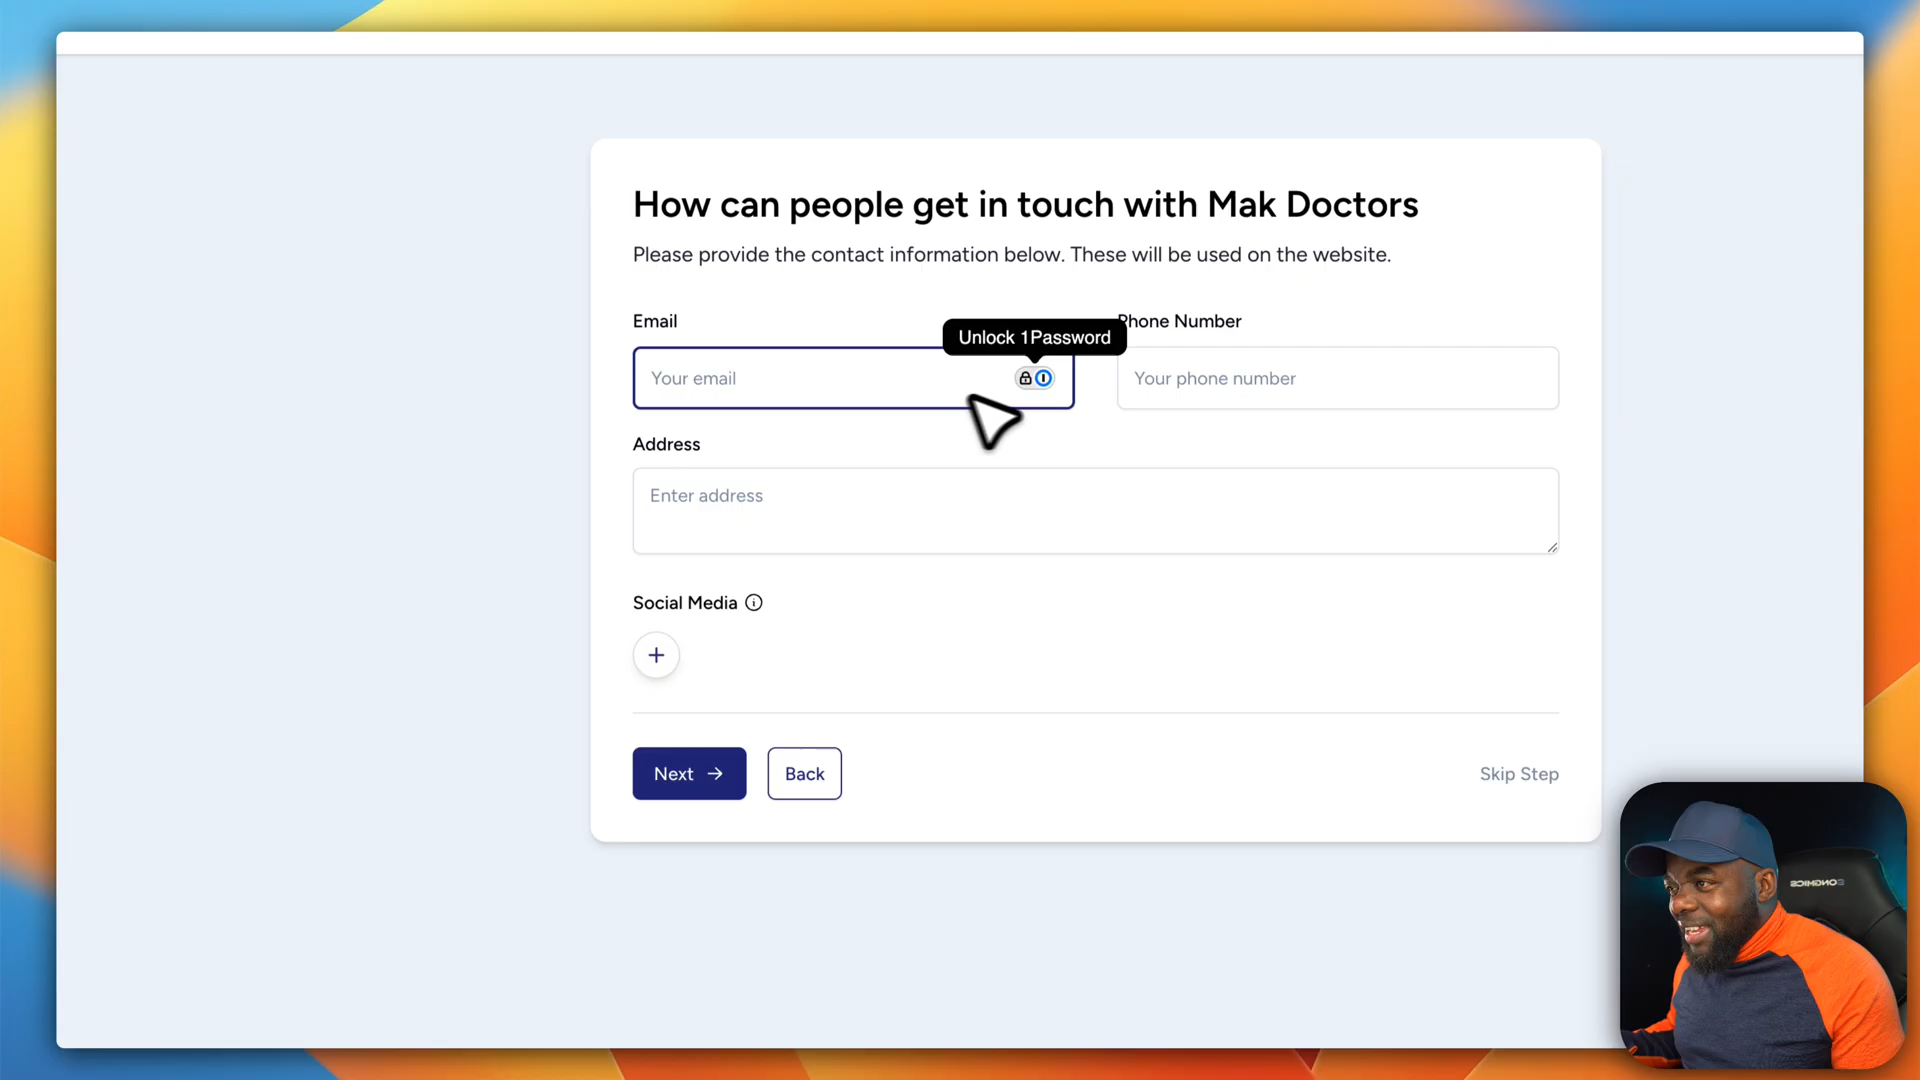 How can people get in touch with Mak Doctors
Please provide the contact information below. These will be used on the website.
Email
Unlock 1Password
Phone Number
Your email
Your phone number
Address
Enter address
Social Media
Next
Back
Skip Step